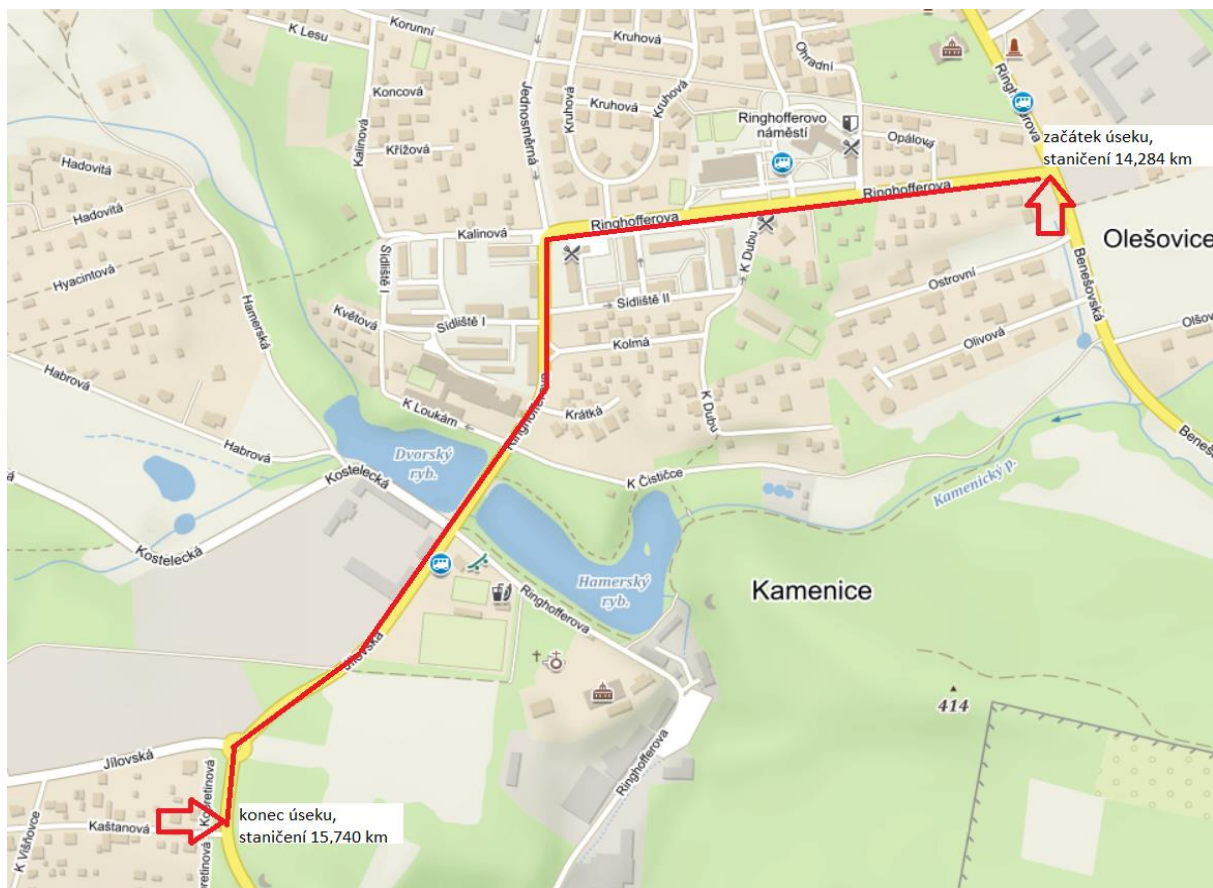 K Lesu
Korunní
Kruhová
Ohradní
Ringhofferova
Koncová
Kalinová
Jednosměrná
Kruhová
Kruhová
Kruhová
Křížová
Ringhofferovo
náměstí
Opálová
začátek úseku,
staničení 14,284 km
Hadovitá
Hadovitá
Hyacintová
Hamerská
Kalinová
Ringhofferova
Ringhofferova
K Dubu
Olešovice
Ostrovní
Benešovská
Sídliště I
Sídliště II
Květová
Sídliště I
Kolmá
Olivová
Habrová
K Loukám
Ringhofferova
Krátká
K Dubu
Habrová
Dvorský
ryb.
Kostelecká
K Čističce
Kamenický p.
Kostelecká
Hamerský
ryb.
Ringhofferova
Kamenice
Jílovská
414
Jílovská
Ringhofferova
konec úseku,
staničení 15,740 km
Kaštanová
K Višňovce